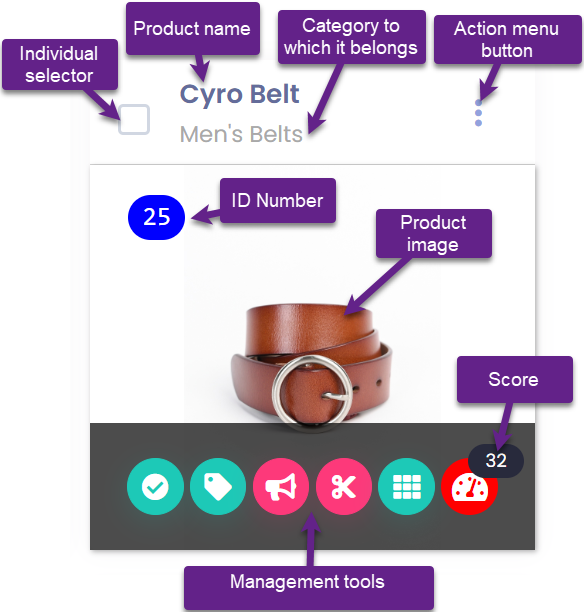 Product name
Category to
which it belongs
Action menu
button
Individual
selector
Cyro Belt
Men's Belts
25
ID Number
Product
image
Score
32
Management tools